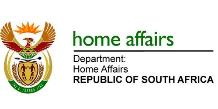 home affairs
Department:
Home Affairs
REPUBLIC OF SOUTH AFRICA